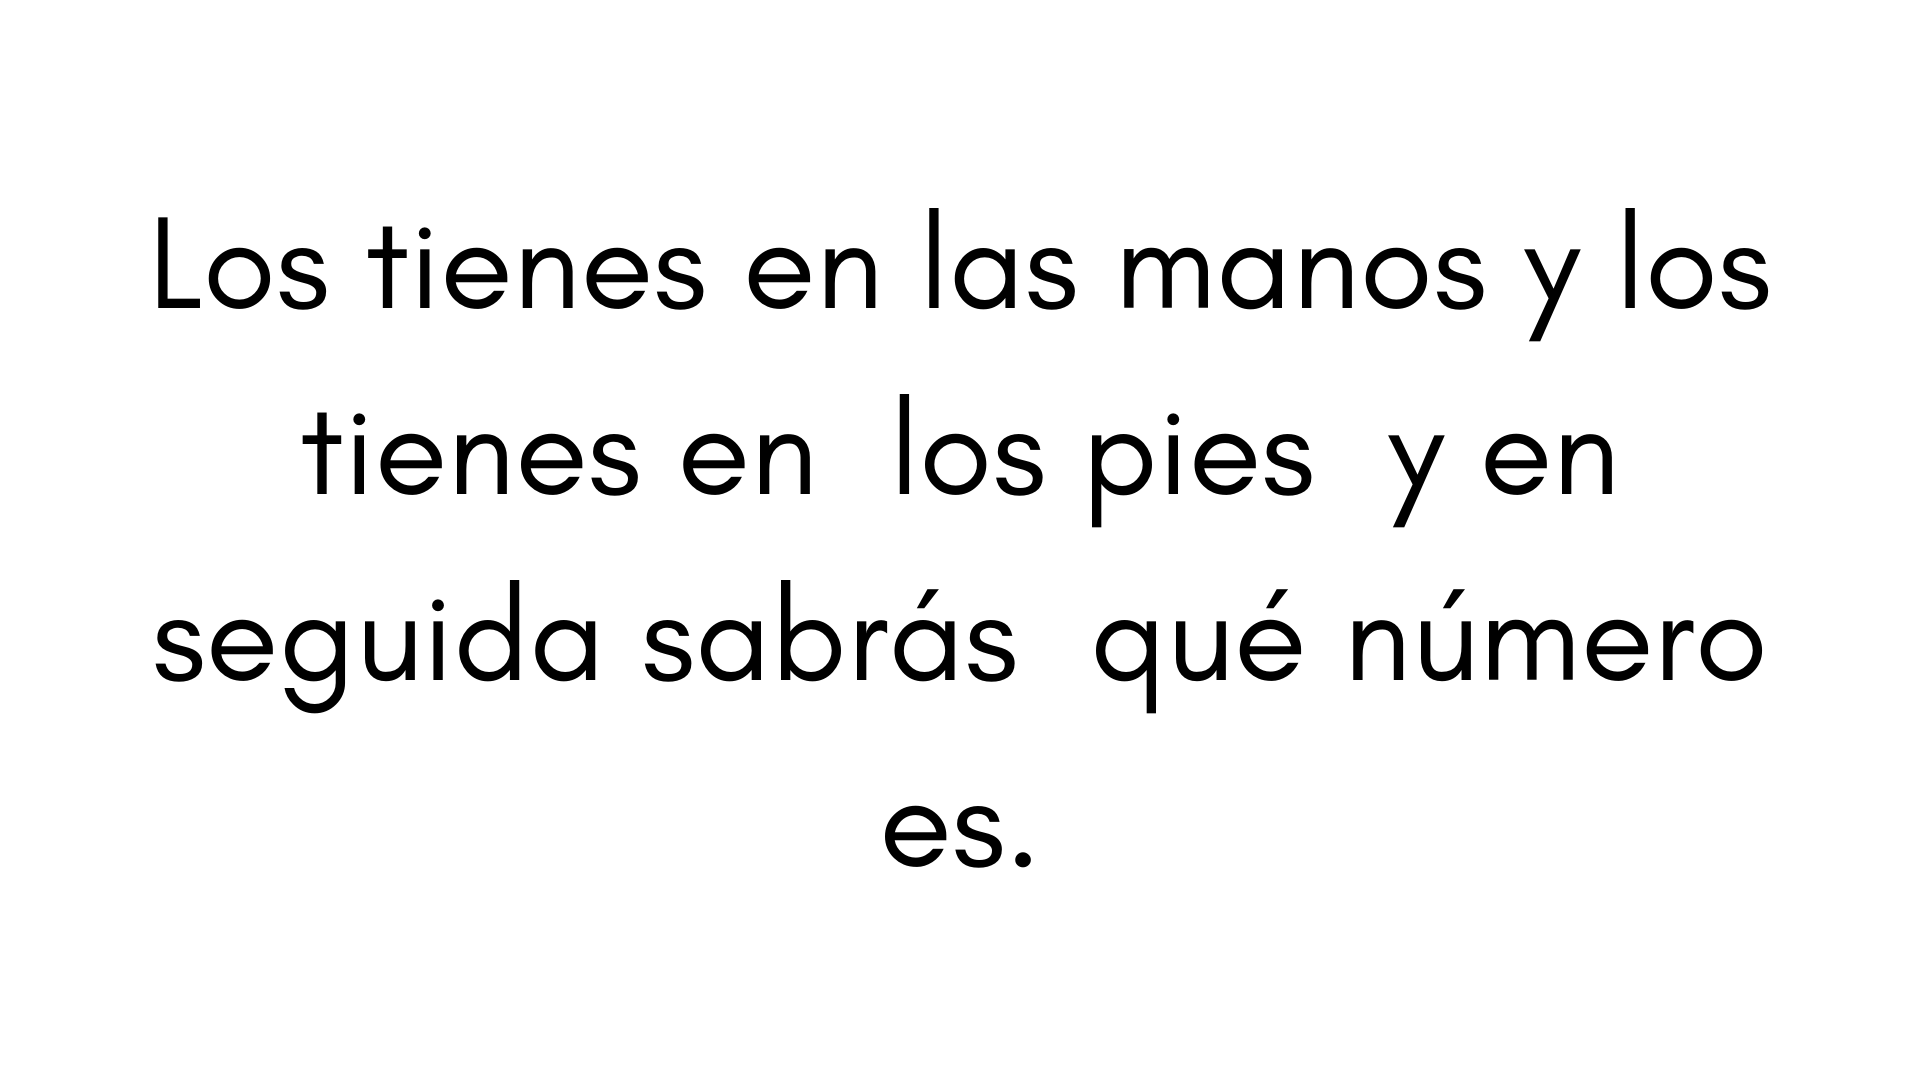 Los tienes en las manos y los
tienes en  los pies  y en
seguida sabrás  qué número
es.